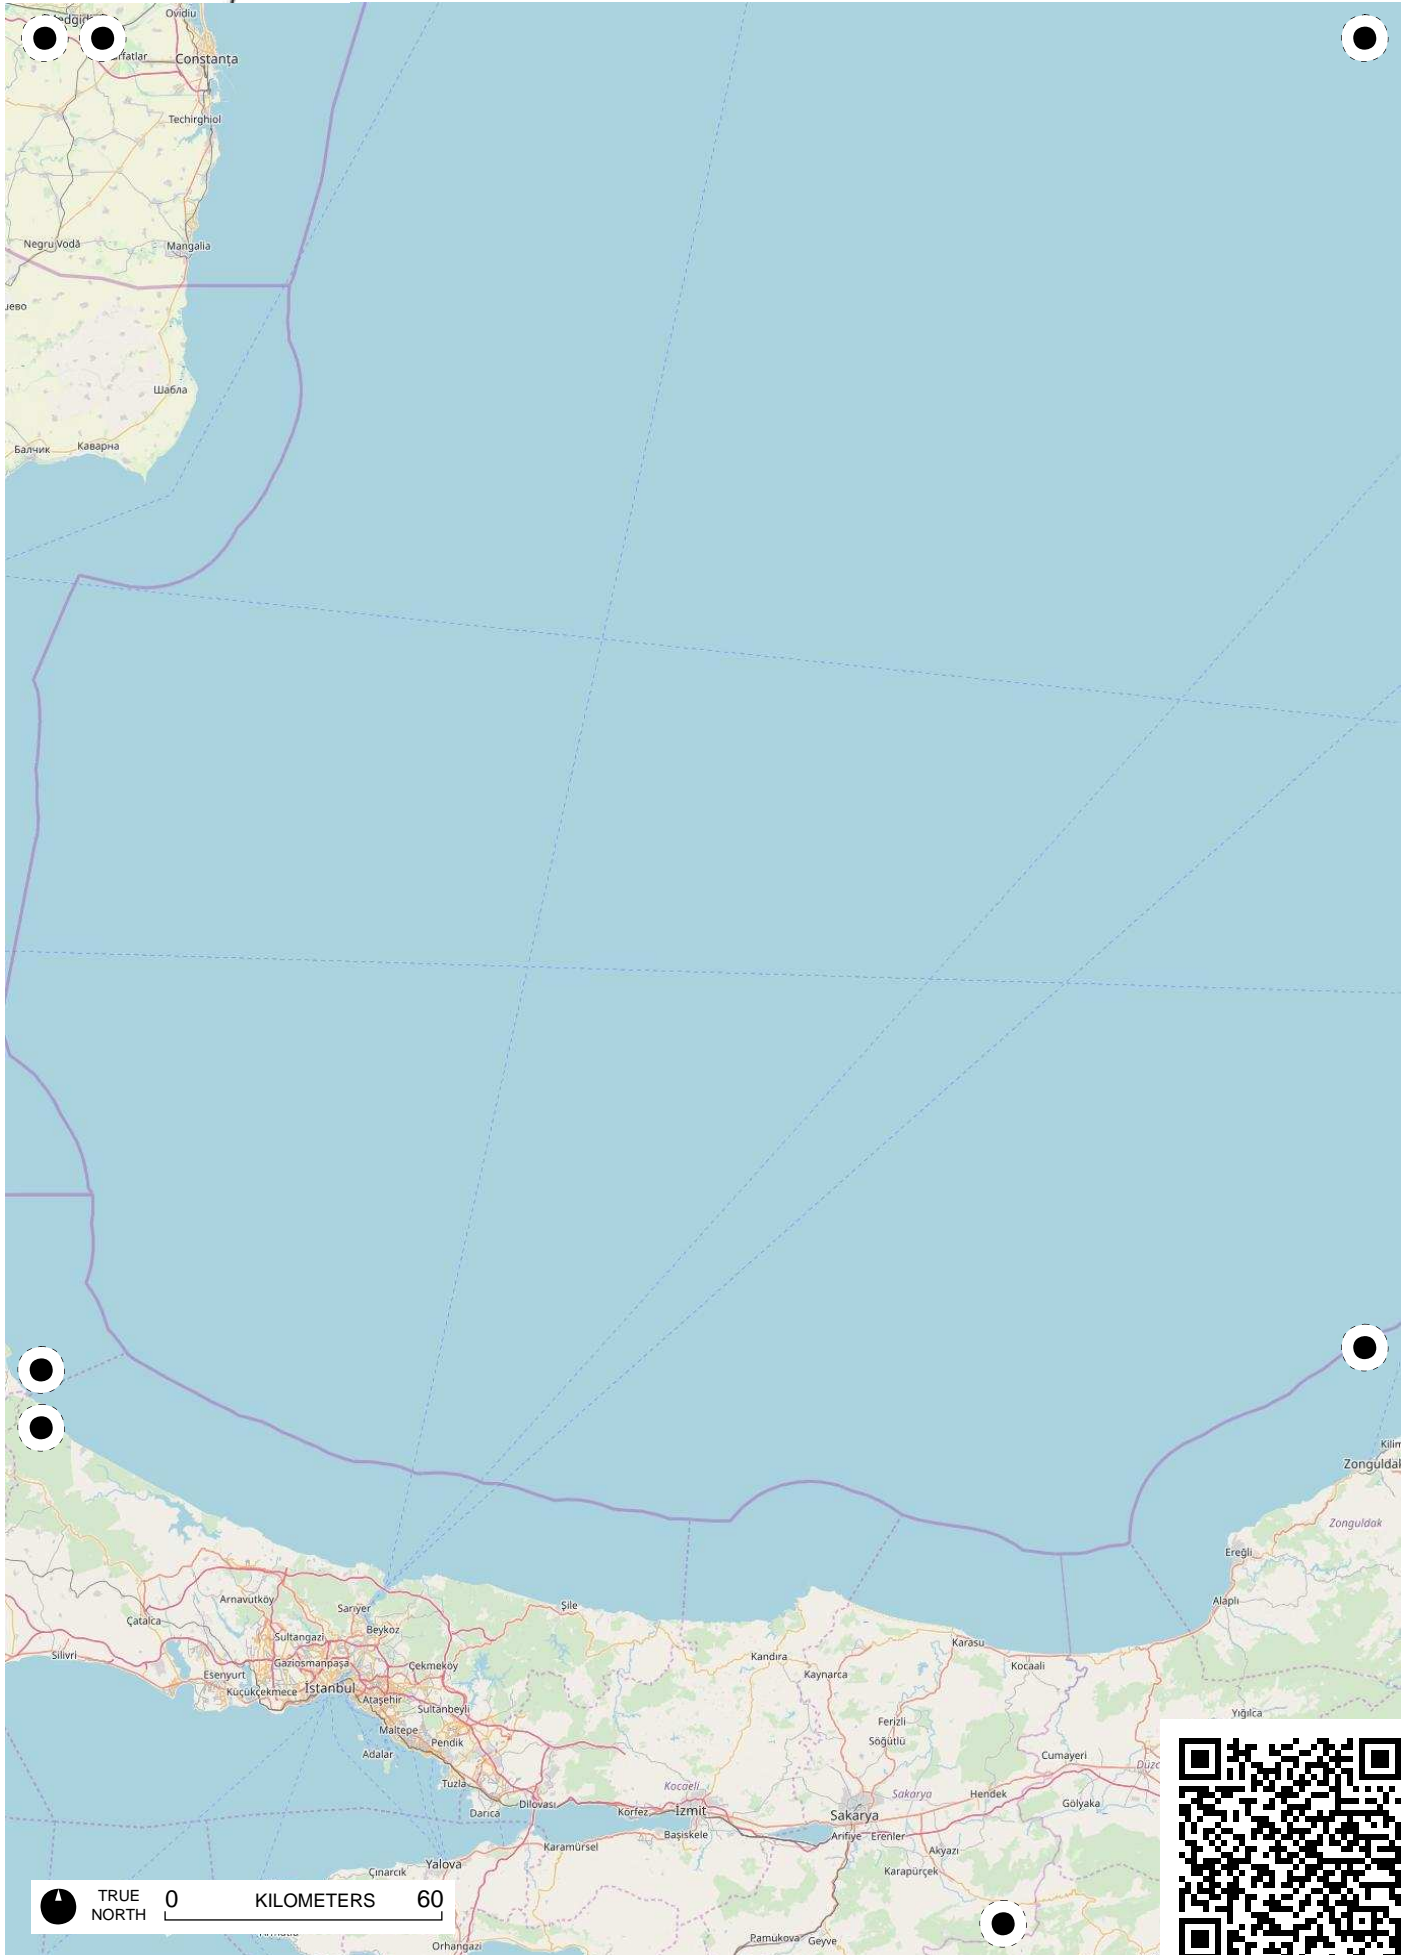 Ovidiu
Constanța
Techirghiol
Negru Vodă
Mangalia
Шабла
Балчик
Каварна
Zonguldak
Ereğli
Alaplı
Arnavutköy
Çatalca
Sarıyer
Şile
Beykoz
Sultangazi
Silivri
Gaziosmanpaşa
Çekmeköy
Esenyurt
Küçükçekmece
İstanbul
Ataşehir
Sultanbeyli
Maltepe
Pendik
Adalar
Tuzla
Darıca
Dilovası
Kandıra
Kaynarca
Karasu
Kocaali
Yığılca
Ferizli
Söğütlü
Cumayeri
Kocaeli
Sakarya
Hendek
Gölyaka
Körfez
İzmit
Sakarya
Başiskele
Arifiye
Erenler
Karamürsel
Akyazı
Karapürçek
Çınarcık
Yalova
Orhangazi
Pamukova
Geyve
TRUE
NORTH
0 KILOMETERS 60